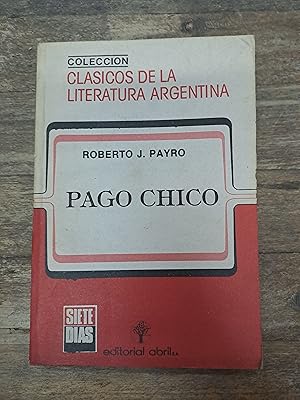 COLECCION
CLASICOS DE LA
LITERATURA ARGENTINA
ROBERTO J. PAYRO
PAGO CHICO
SIETE
DIAS
editorial abril s.a.